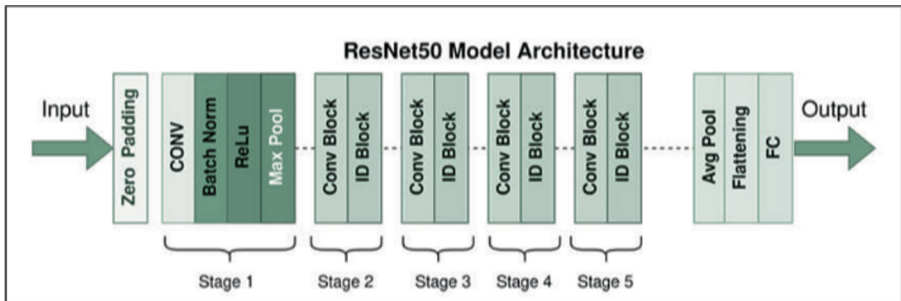 ResNet50 Model Architecture
Input
Zero Padding
CONV
Batch Norm
ReLu
Max Pool
Conv Block
ID Block
Conv Block
ID Block
Conv Block
ID Block
Conv Block
ID Block
Avg Pool
Flattening
FC
Output
Stage 1
Stage 2
Stage 3
Stage 4
Stage 5